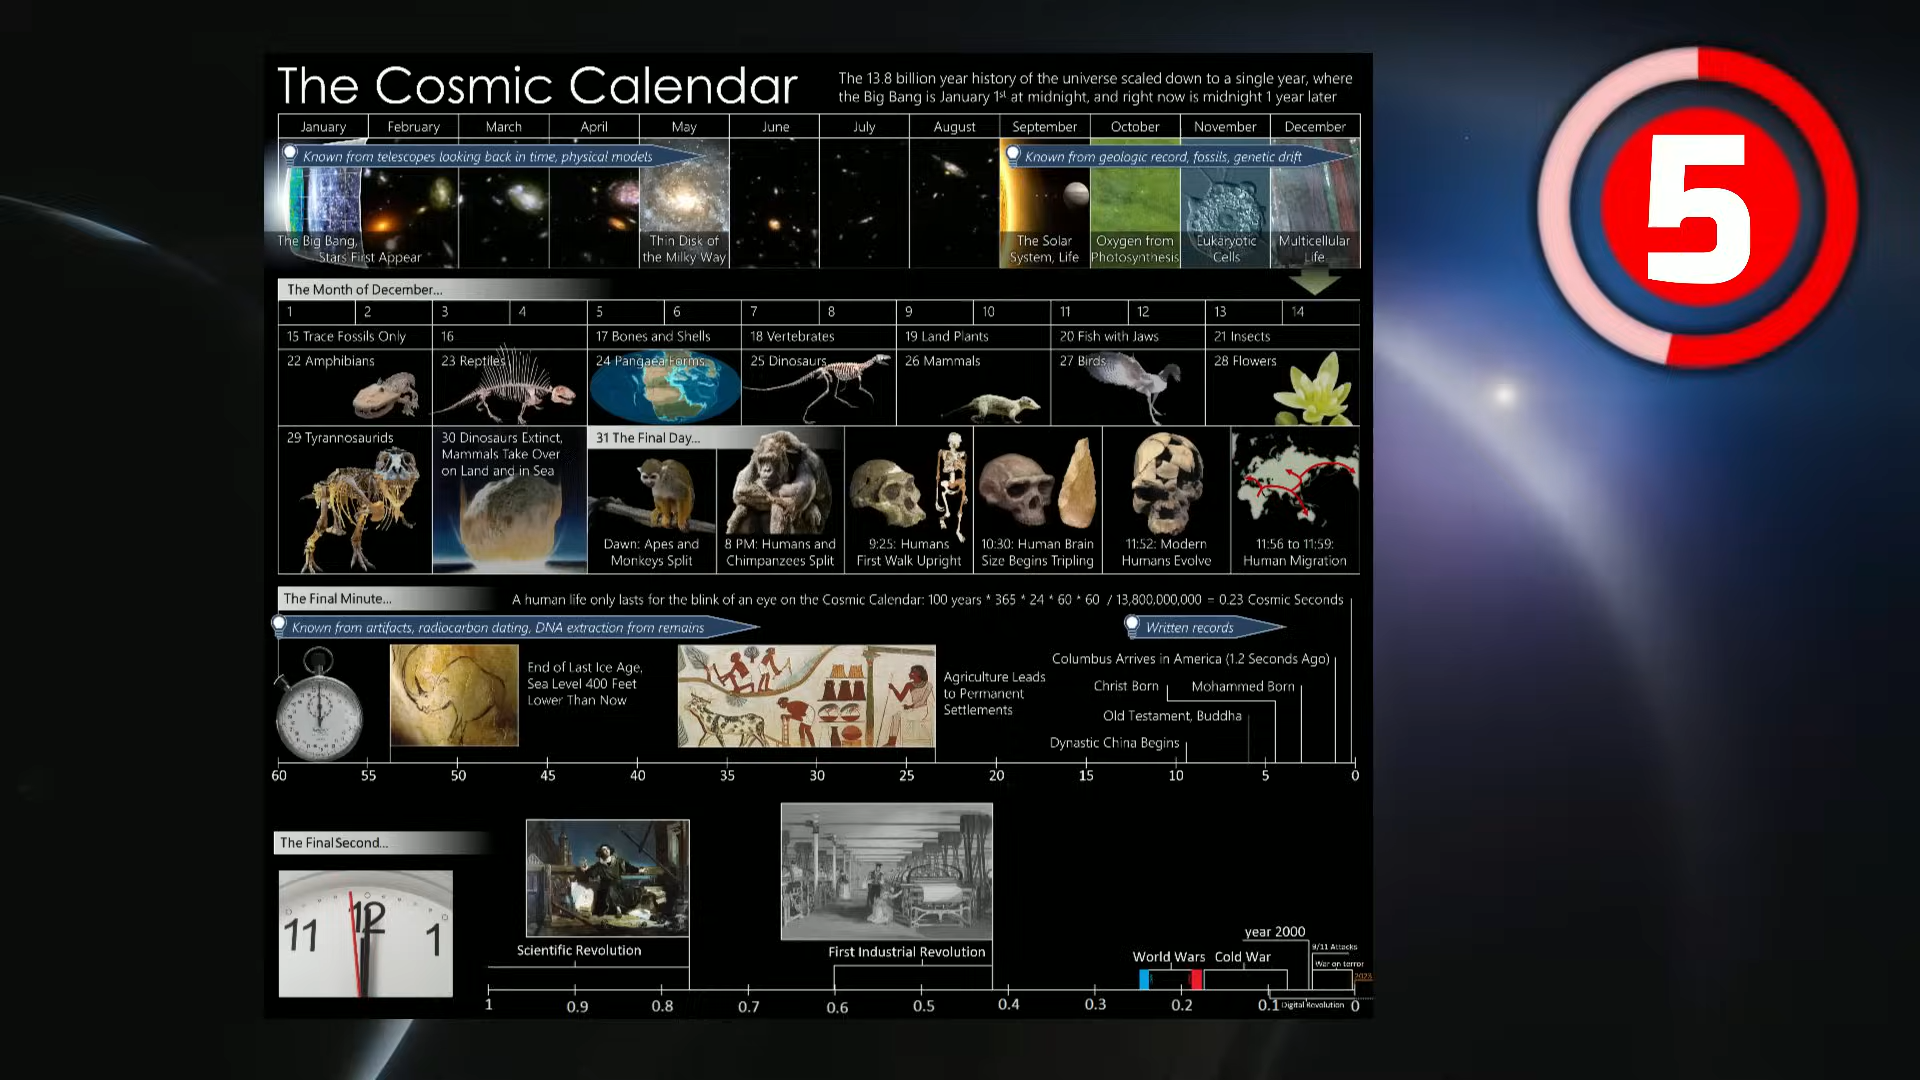 The Cosmic Calendar
The 13.8 billion year history of the universe scaled down to a single year, where
the Big Bang is January 1st at midnight, and right now is midnight 1 year later
January February March April May June July August September October November December
Known from telescopes looking back in time, physical models
Known from geologic record, fossils, genetic drift
The Big Bang,
Stars First Appear
Thin Disk of
the Milky Way
The Solar
System, Life
Oxygen from
Photosynthesis
Eukaryotic
Cells
Multicellular
Life
The Month of December...
1 2 3 4 5 6 7 8 9 10 11 12 13 14
15 Trace Fossils Only 16 17 Bones and Shells 18 Vertebrates 19 Land Plants 20 Fish with Jaws 21 Insects
22 Amphibians 23 Reptiles 24 Pangaea Forms 25 Dinosaurs 26 Mammals 27 Birds 28 Flowers
29 Tyrannosaurids
30 Dinosaurs Extinct,
Mammals Take Over
on Land and in Sea
31 The Final Day...
Dawn: Apes and
Monkeys Split
8 PM: Humans and
Chimpanzees Split
9:25: Humans
First Walk Upright
10:30: Human Brain
Size Begins Tripling
11:52: Modern
Humans Evolve
11:56 to 11:59:
Human Migration
The Final Minute...
A human life only lasts for the blink of an eye on the Cosmic Calendar: 100 years * 365 * 24 * 60 * 60 / 13,800,000,000 = 0.23 Cosmic Seconds
Known from artifacts, radiocarbon dating, DNA extraction from remains
Written records
End of Last Ice Age,
Sea Level 400 Feet
Lower Than Now
Agriculture Leads
to Permanent
Settlements
Columbus Arrives in America (1.2 Seconds Ago)
Christ Born Mohammed Born
Old Testament, Buddha
Dynastic China Begins
60 55 50 45 40 35 30 25 20 15 10 5 0
The Final Second...
11 12 1
Scientific Revolution
First Industrial Revolution
year 2000
World Wars Cold War
9/11 Attacks
War on terror
2023
Digital Revolution
1 0.9 0.8 0.7 0.6 0.5 0.4 0.3 0.2 0.1 0
5